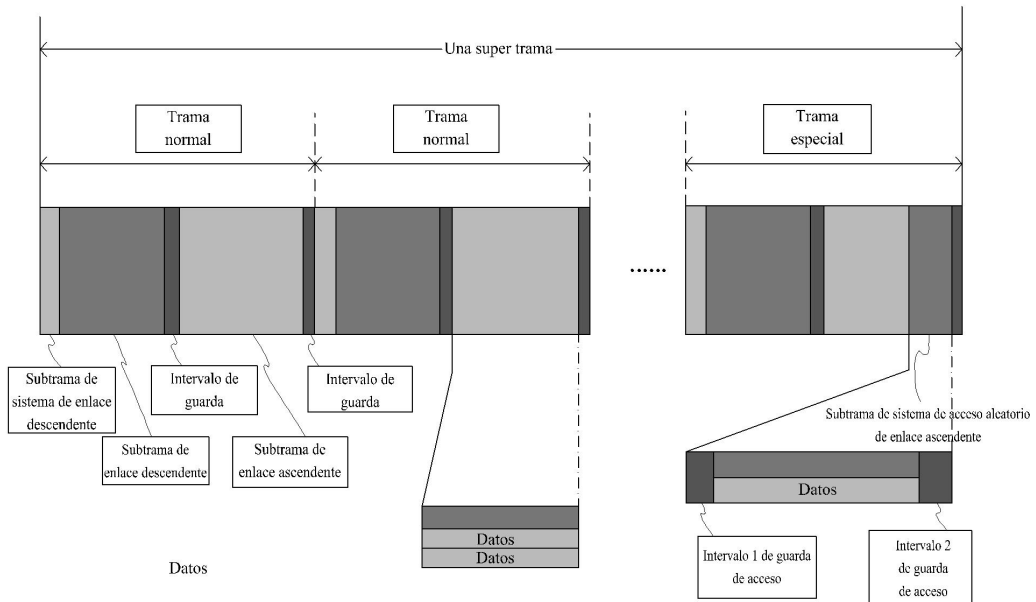 Una super trama
Trama
normal
Trama
normal
Trama
especial
......
Subtrama de
sistema de enlace
descendente
Intervalo de
guarda
Intervalo de
guarda
Subtrama de
enlace descendente
Subtrama de
enlace ascendente
Subtrama de sistema de acceso aleatorio
de enlace ascendente
Datos
Datos
Datos
Datos
Intervalo 1 de guarda
de acceso
Intervalo 2
de guarda
de acceso